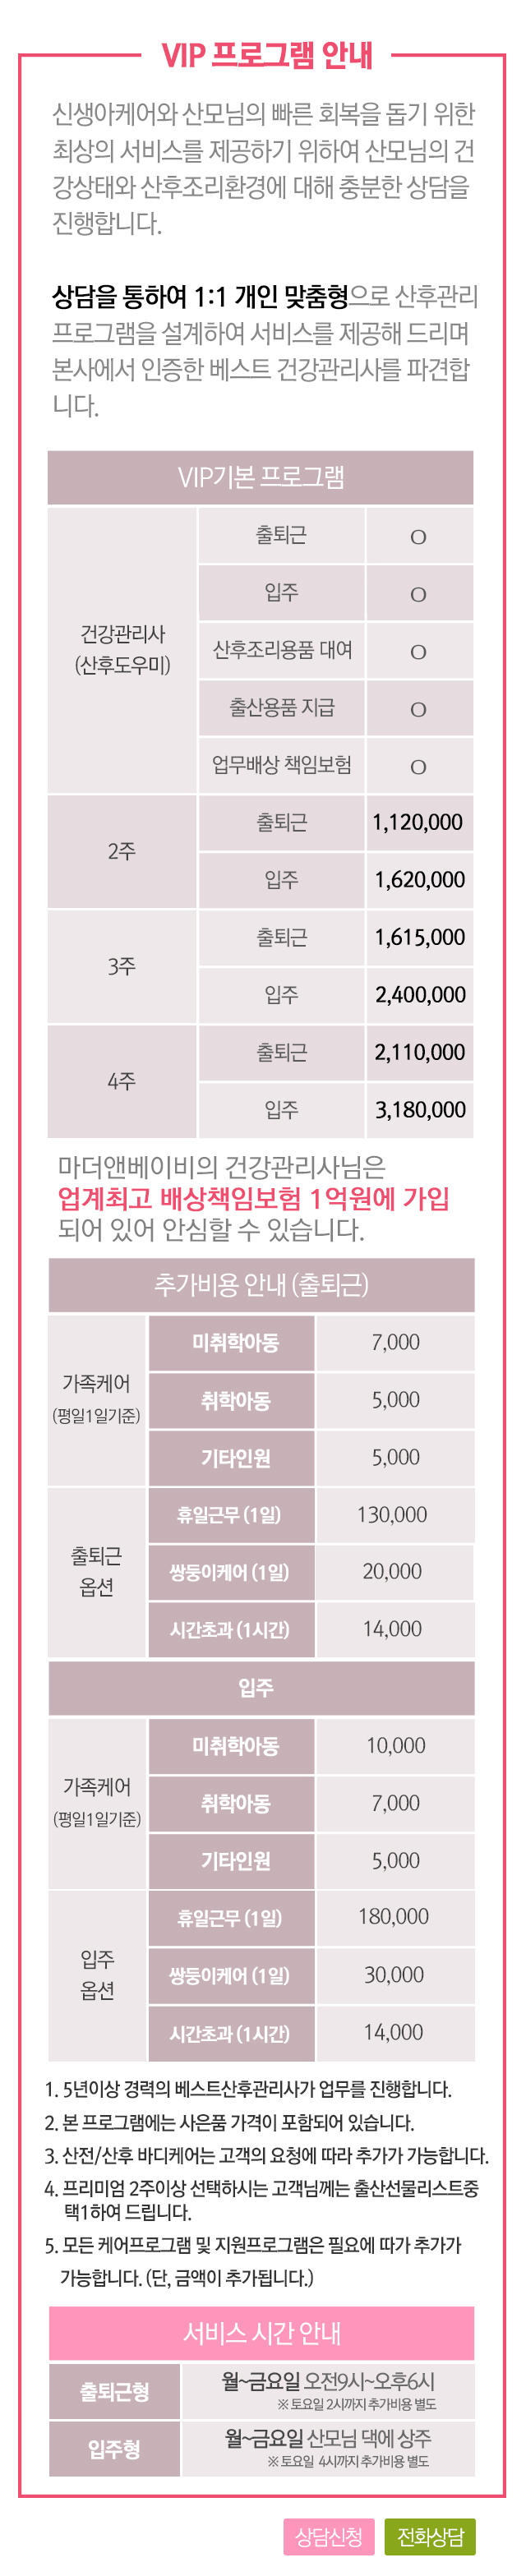 VIP 프로그램 안내
신생아케어와 산모님의 빠른 회복을 돕기 위한
최상의 서비스를 제공하기 위하여 산모님의 건
강상태와 산후조리환경에 대해 충분한 상담을
진행합니다.
상담을 통하여 1:1 개인 맞춤형으로 산후관리
프로그램을 설계하여 서비스를 제공해 드리며
본사에서 인증한 베스트 건강관리사를 파견합
니다.
VIP기본 프로그램
건강관리사
(산후도우미)
출퇴근 O
입주 O
산후조리용품 대여 O
출산용품 지급 O
업무배상 책임보험 O
2주
출퇴근 1,120,000
입주 1,620,000
3주
출퇴근 1,615,000
입주 2,400,000
4주
출퇴근 2,110,000
입주 3,180,000
마더앤베이비의 건강관리사님은
업계최고 배상책임보험 1억원에 가입
되어 있어 안심할 수 있습니다.
추가비용 안내 (출퇴근)
가족케어
(평일1일기준)
미취학아동 7,000
취학아동 5,000
기타인원 5,000
출퇴근
옵션
휴일근무 (1일) 130,000
쌍둥이케어 (1일) 20,000
시간초과 (1시간) 14,000
입주
가족케어
(평일1일기준)
미취학아동 10,000
취학아동 7,000
기타인원 5,000
입주
옵션
휴일근무 (1일) 180,000
쌍둥이케어 (1일) 30,000
시간초과 (1시간) 14,000
1. 5년이상 경력의 베스트산후관리사가 업무를 진행합니다.
2. 본 프로그램에는 사은품 가격이 포함되어 있습니다.
3. 산전/산후 바디케어는 고객의 요청에 따라 추가가 가능합니다.
4. 프리미엄 2주이상 선택하시는 고객님께는 출산선물리스트중
택1하여 드립니다.
5. 모든 케어프로그램 및 지원프로그램은 필요에 따가 추가가
가능합니다. (단, 금액이 추가됩니다.)
서비스 시간 안내
출퇴근형
월~금요일 오전9시~오후6시
※ 토요일 2시까지 추가비용 별도
입주형
월~금요일 산모님 댁에 상주
※ 토요일 4시까지 추가비용 별도
상담신청 전화상담